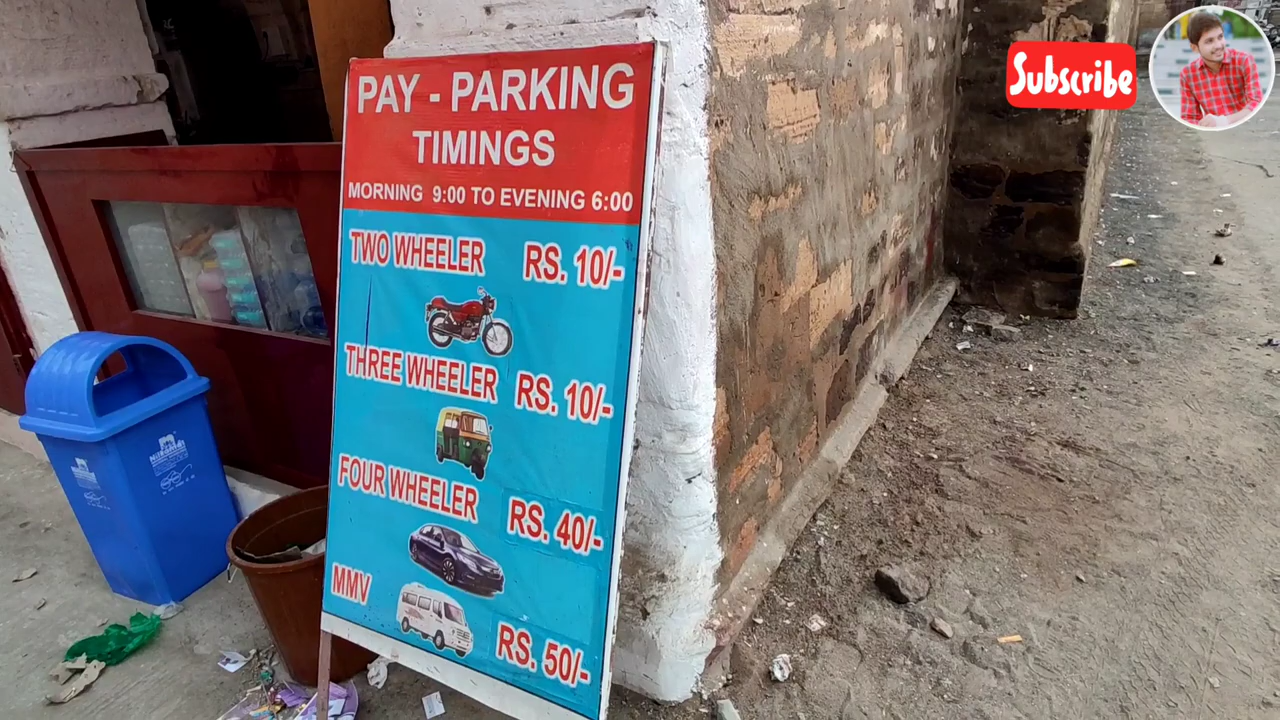 PAY - PARKING
TIMINGS
MORNING 9:00 TO EVENING 6:00
TWO WHEELER RS. 10/-
THREE WHEELER RS. 10/-
FOUR WHEELER RS. 40/-
MMV RS. 50/-
Subscribe